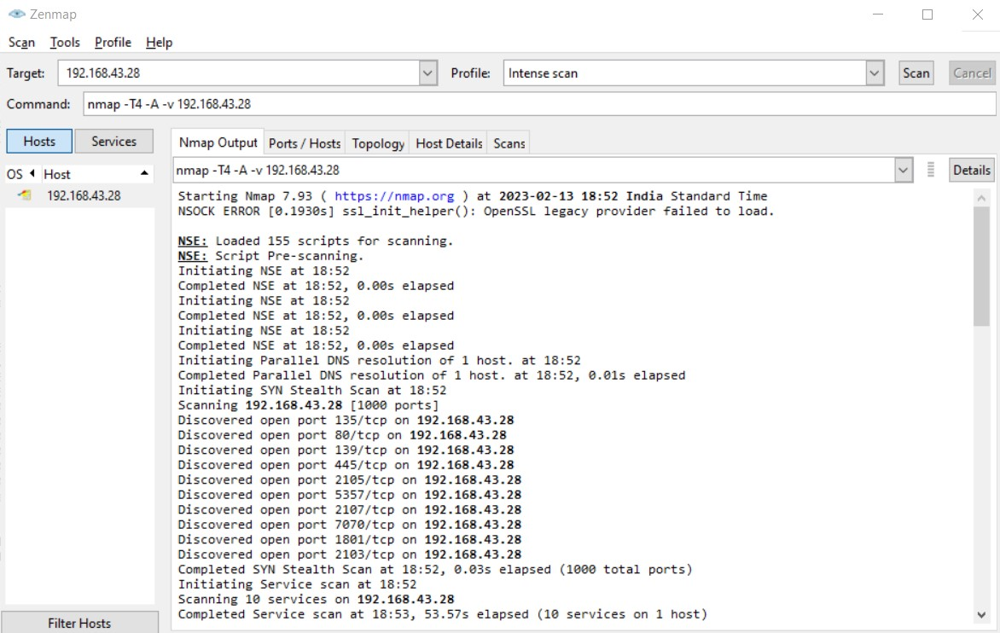 Zenmap
Scan Tools Profile Help
Target: 192.168.43.28 Profile: Intense scan Scan Cancel
Command: nmap -T4 -A -v 192.168.43.28
Hosts Services
Nmap Output Ports / Hosts Topology Host Details Scans
OS Host
nmap -T4 -A -v 192.168.43.28 Details
192.168.43.28
Starting Nmap 7.93 ( https://nmap.org ) at 2023-02-13 18:52 India Standard Time
NSOCK ERROR [0.1930s] ssl_init_helper(): OpenSSL legacy provider failed to load.
NSE: Loaded 155 scripts for scanning.
NSE: Script Pre-scanning.
Initiating NSE at 18:52
Completed NSE at 18:52, 0.00s elapsed
Initiating NSE at 18:52
Completed NSE at 18:52, 0.00s elapsed
Initiating NSE at 18:52
Completed NSE at 18:52, 0.00s elapsed
Initiating Parallel DNS resolution of 1 host. at 18:52
Completed Parallel DNS resolution of 1 host. at 18:52, 0.01s elapsed
Initiating SYN Stealth Scan at 18:52
Scanning 192.168.43.28 [1000 ports]
Discovered open port 135/tcp on 192.168.43.28
Discovered open port 80/tcp on 192.168.43.28
Discovered open port 139/tcp on 192.168.43.28
Discovered open port 445/tcp on 192.168.43.28
Discovered open port 2105/tcp on 192.168.43.28
Discovered open port 5357/tcp on 192.168.43.28
Discovered open port 2107/tcp on 192.168.43.28
Discovered open port 7070/tcp on 192.168.43.28
Discovered open port 1801/tcp on 192.168.43.28
Discovered open port 2103/tcp on 192.168.43.28
Completed SYN Stealth Scan at 18:52, 0.03s elapsed (1000 total ports)
Initiating Service scan at 18:52
Scanning 10 services on 192.168.43.28
Completed Service scan at 18:53, 53.57s elapsed (10 services on 1 host)
Filter Hosts